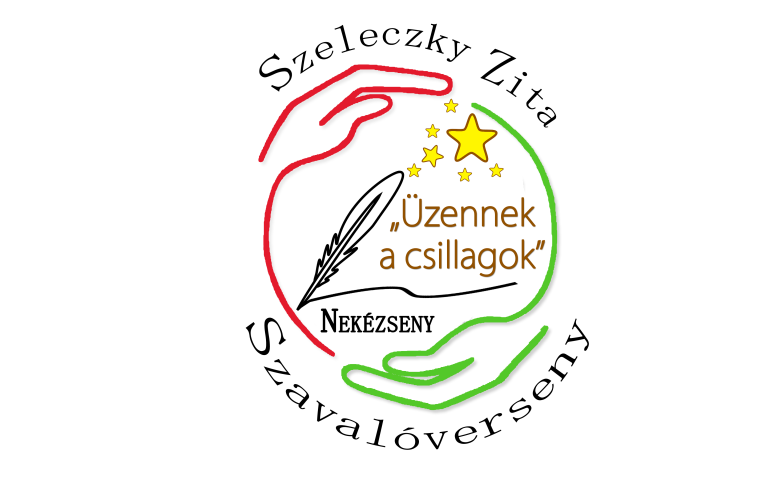 Szeleczky Zita
„Üzennek
a csillagok”
Nekézseny
Szavalóverseny